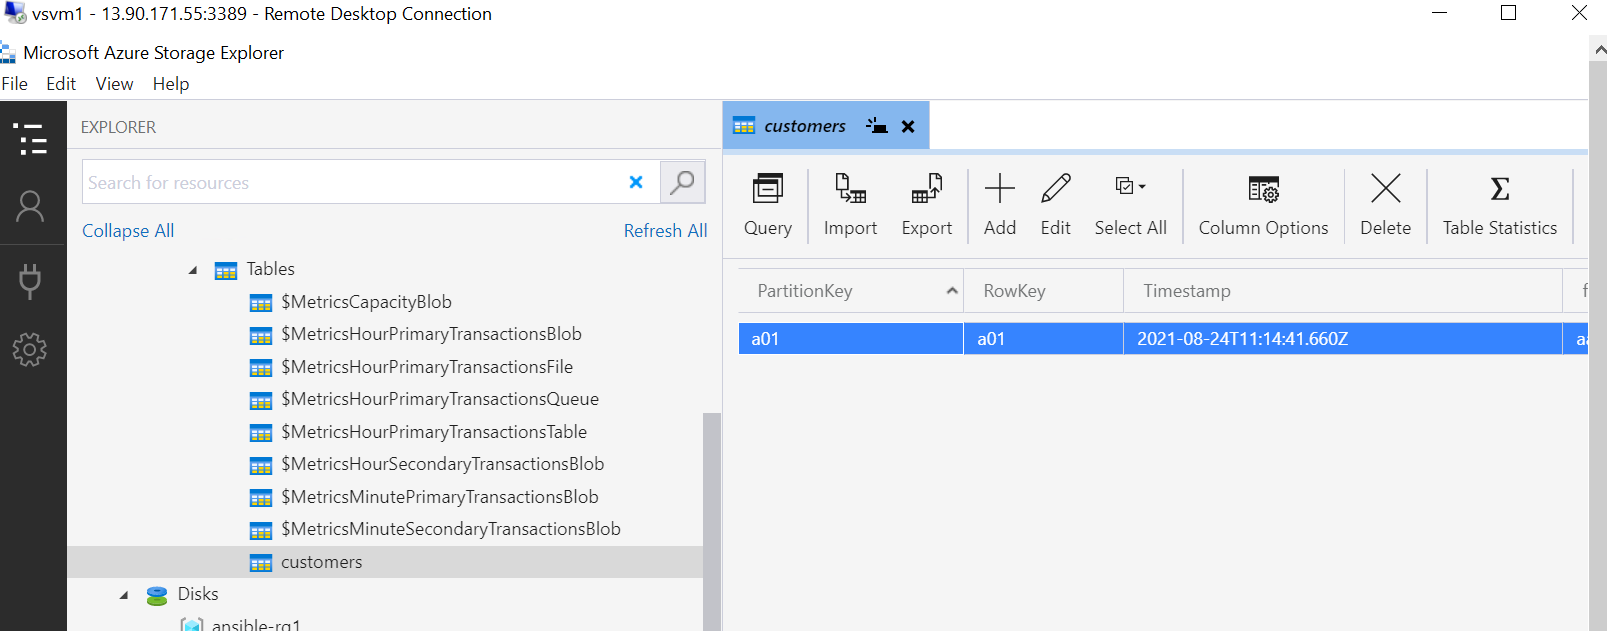 vsvm1 - 13.90.171.55:3389 - Remote Desktop Connection
Microsoft Azure Storage Explorer
File Edit View Help
EXPLORER
Search for resources
Collapse All Refresh All
Tables
$MetricsCapacityBlob
$MetricsHourPrimaryTransactionsBlob
$MetricsHourPrimaryTransactionsFile
$MetricsHourPrimaryTransactionsQueue
$MetricsHourPrimaryTransactionsTable
$MetricsHourSecondaryTransactionsBlob
$MetricsMinutePrimaryTransactionsBlob
$MetricsMinuteSecondaryTransactionsBlob
customers
Disks
ansible-rg1
customers
Query Import Export Add Edit Select All Column Options Delete Table Statistics
PartitionKey RowKey Timestamp
a01 a01 2021-08-24T11:14:41.660Z